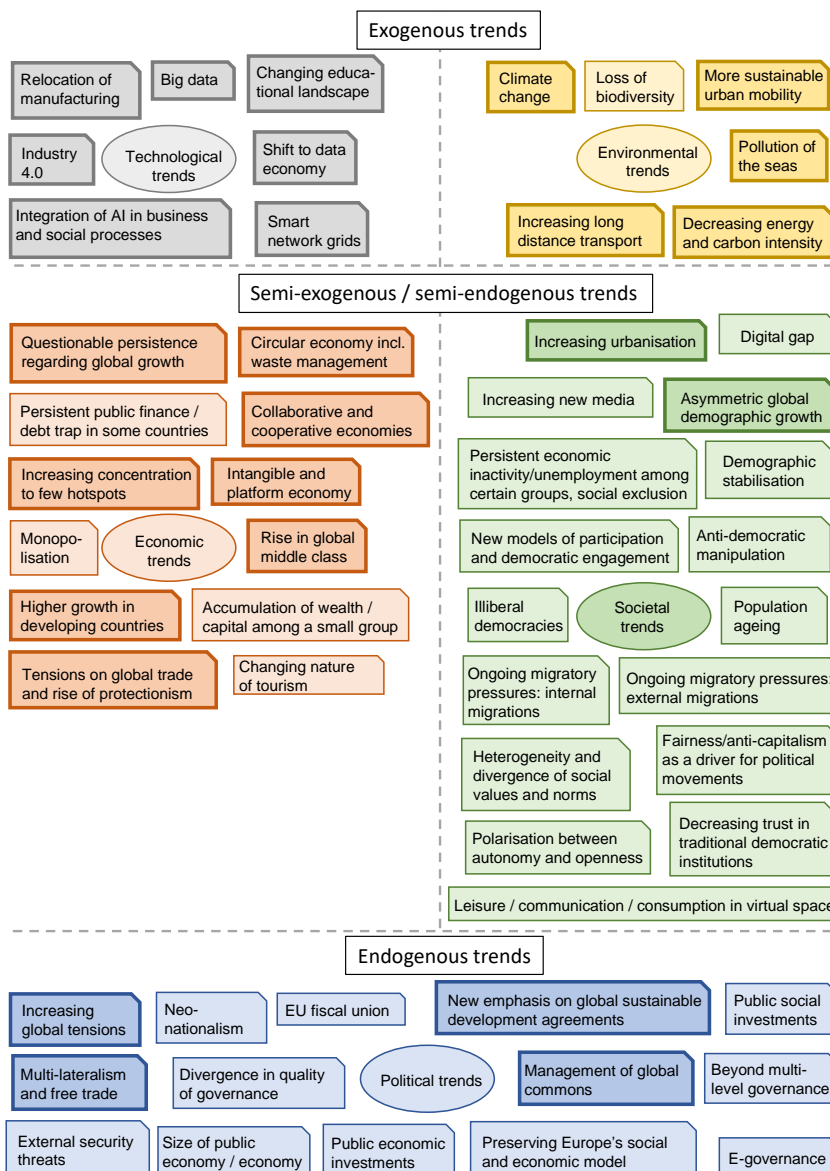 Exogenous trends
Relocation of
manufacturing
Big data
Changing educa-
tional landscape
Industry
4.0
Technological
trends
Shift to data
economy
Integration of AI in business
and social processes
Smart
network grids
Climate
change
Loss of
biodiversity
More sustainable
urban mobility
Environmental
trends
Pollution of
the seas
Increasing long
distance transport
Decreasing energy
and carbon intensity
Semi-exogenous / semi-endogenous trends
Questionable persistence
regarding global growth
Circular economy incl.
waste management
Persistent public finance /
debt trap in some countries
Collaborative and
cooperative economies
Increasing concentration
to few hotspots
Intangible and
platform economy
Monopo-
lisation
Economic
trends
Rise in global
middle class
Higher growth in
developing countries
Accumulation of wealth /
capital among a small group
Tensions on global trade
and rise of protectionism
Changing nature
of tourism
Increasing urbanisation
Digital gap
Increasing new media
Asymmetric global
demographic growth
Persistent economic
inactivity/unemployment among
certain groups, social exclusion
Demographic
stabilisation
New models of participation
and democratic engagement
Anti-democratic
manipulation
Illiberal
democracies
Societal
trends
Population
ageing
Ongoing migratory
pressures: internal
migrations
Ongoing migratory pressures:
external migrations
Heterogeneity and
divergence of social
values and norms
Fairness/anti-capitalism
as a driver for political
movements
Polarisation between
autonomy and openness
Decreasing trust in
traditional democratic
institutions
Leisure / communication / consumption in virtual space
Endogenous trends
Increasing
global tensions
Neo-
nationalism
EU fiscal union
New emphasis on global sustainable
development agreements
Public social
investments
Multi-lateralism
and free trade
Divergence in quality
of governance
Political trends
Management of global
commons
Beyond multi-
level governance
External security
threats
Size of public
economy / economy
Public economic
investments
Preserving Europe's social
and economic model
E-governance